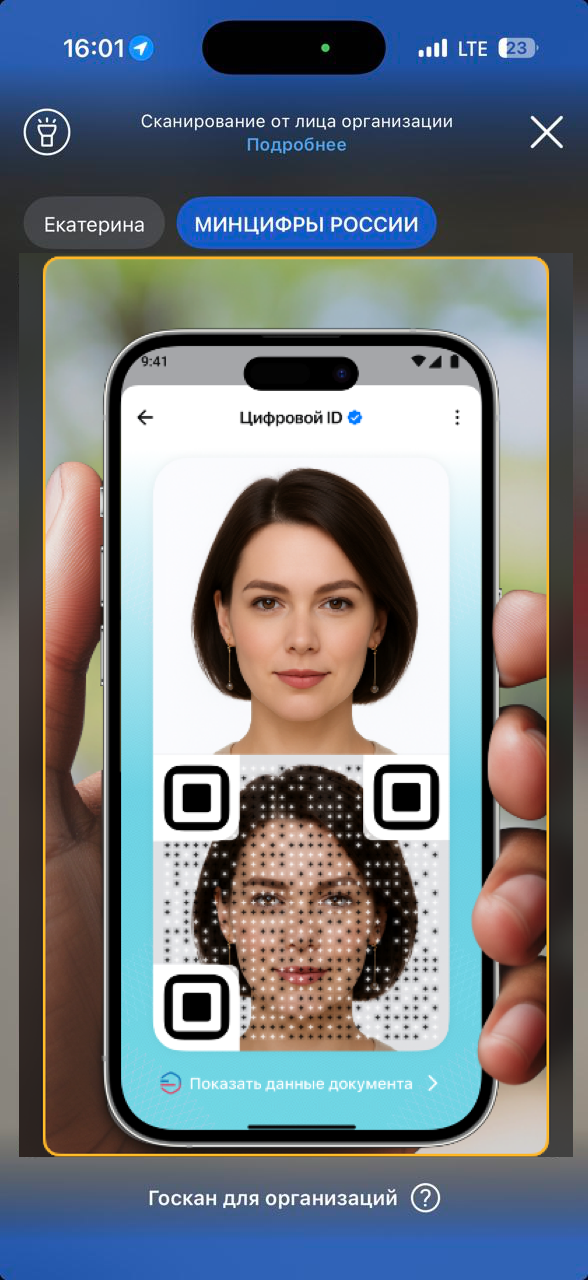 16:01
LTE
23
Сканирование от лица организации
Подробнее
Екатерина
МИНЦИФРЫ РОССИИ
9:41
Цифровой ID
Показать данные документа
Госкан для организаций
?